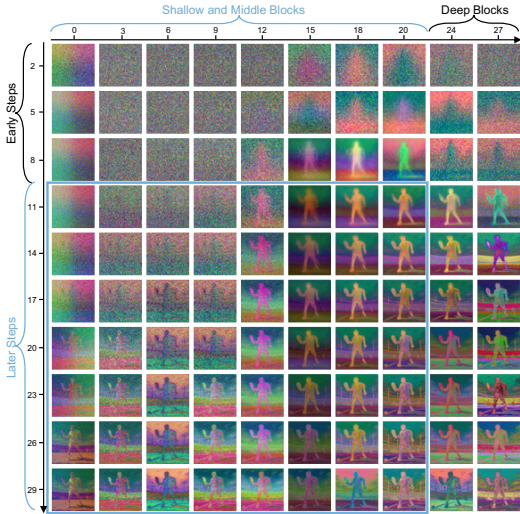 Shallow and Middle Blocks
Deep Blocks
0 3 6 9 12 15 18 20 24 27
Early Steps
2
5
8
Later Steps
11
14
17
20
23
26
29